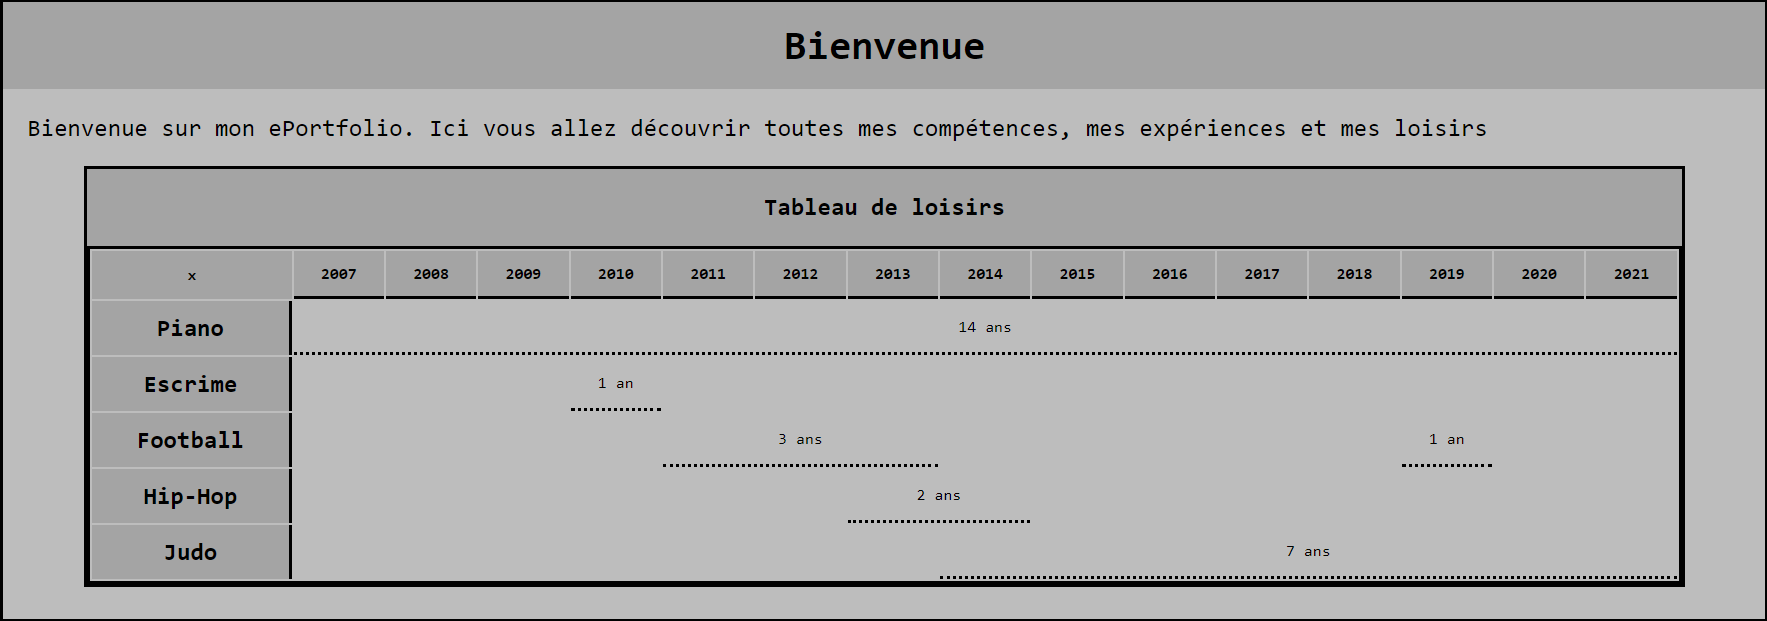 Bienvenue
Bienvenue sur mon ePortfolio. Ici vous allez découvrir toutes mes compétences, mes expériences et mes loisirs
Tableau de loisirs
x 2007 2008 2009 2010 2011 2012 2013 2014 2015 2016 2017 2018 2019 2020 2021
Piano 14 ans
Escrime 1 an
Football 3 ans 1 an
Hip-Hop 2 ans
Judo 7 ans